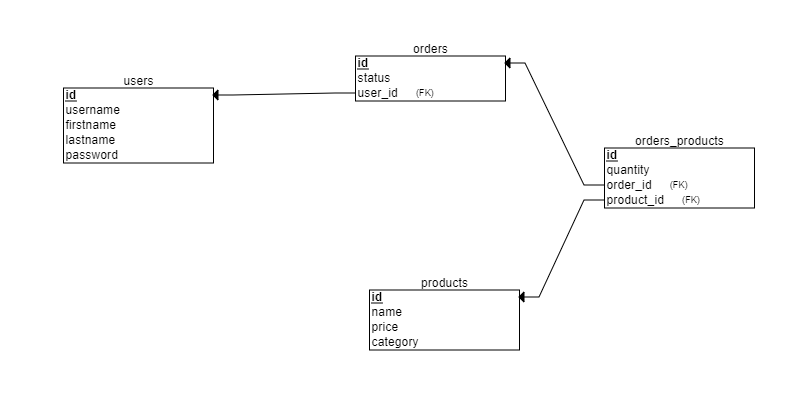 users
id
username
firstname
lastname
password
orders
id
status
user_id (FK)
orders_products
id
quantity
order_id (FK)
product_id (FK)
products
id
name
price
category